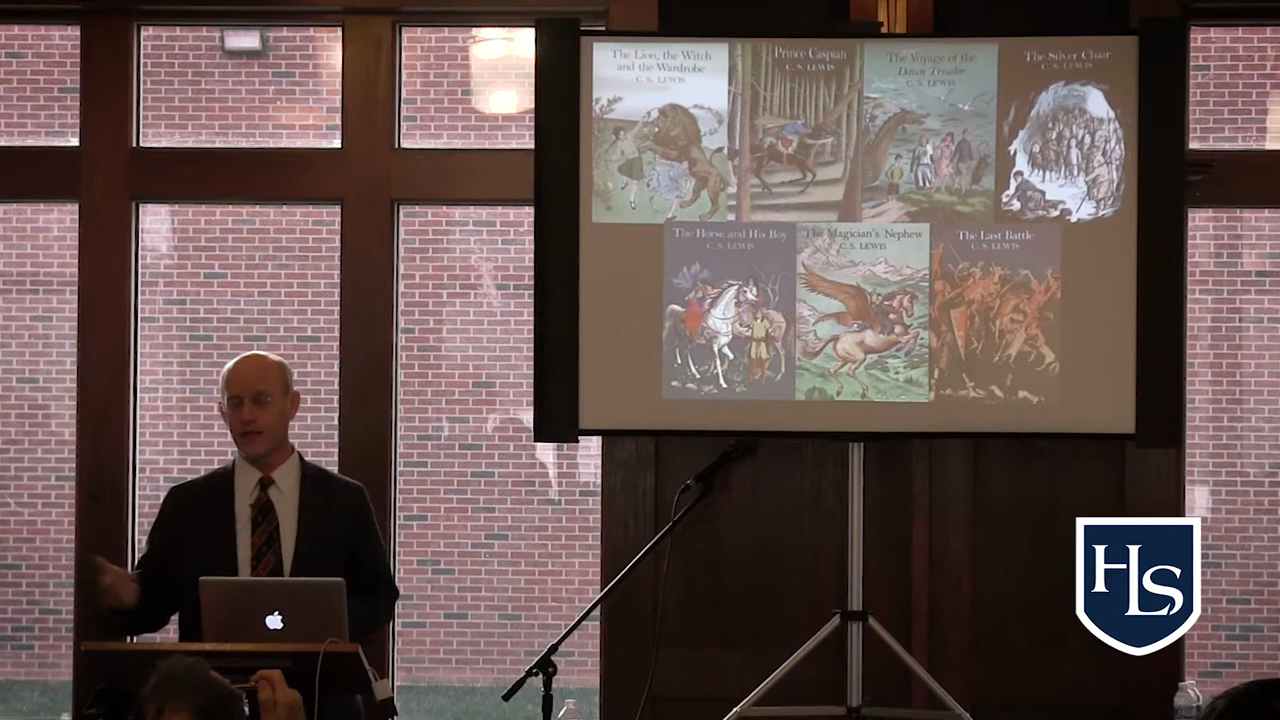 The Lion, the Witch
and the Wardrobe
C. S. LEWIS
Prince Caspian
C. S. LEWIS
The Voyage of the
Dawn Treader
C. S. LEWIS
The Silver Chair
C. S. LEWIS
The Horse and His Boy
C. S. LEWIS
The Magician's Nephew
C. S. LEWIS
The Last Battle
C. S. LEWIS
HLS